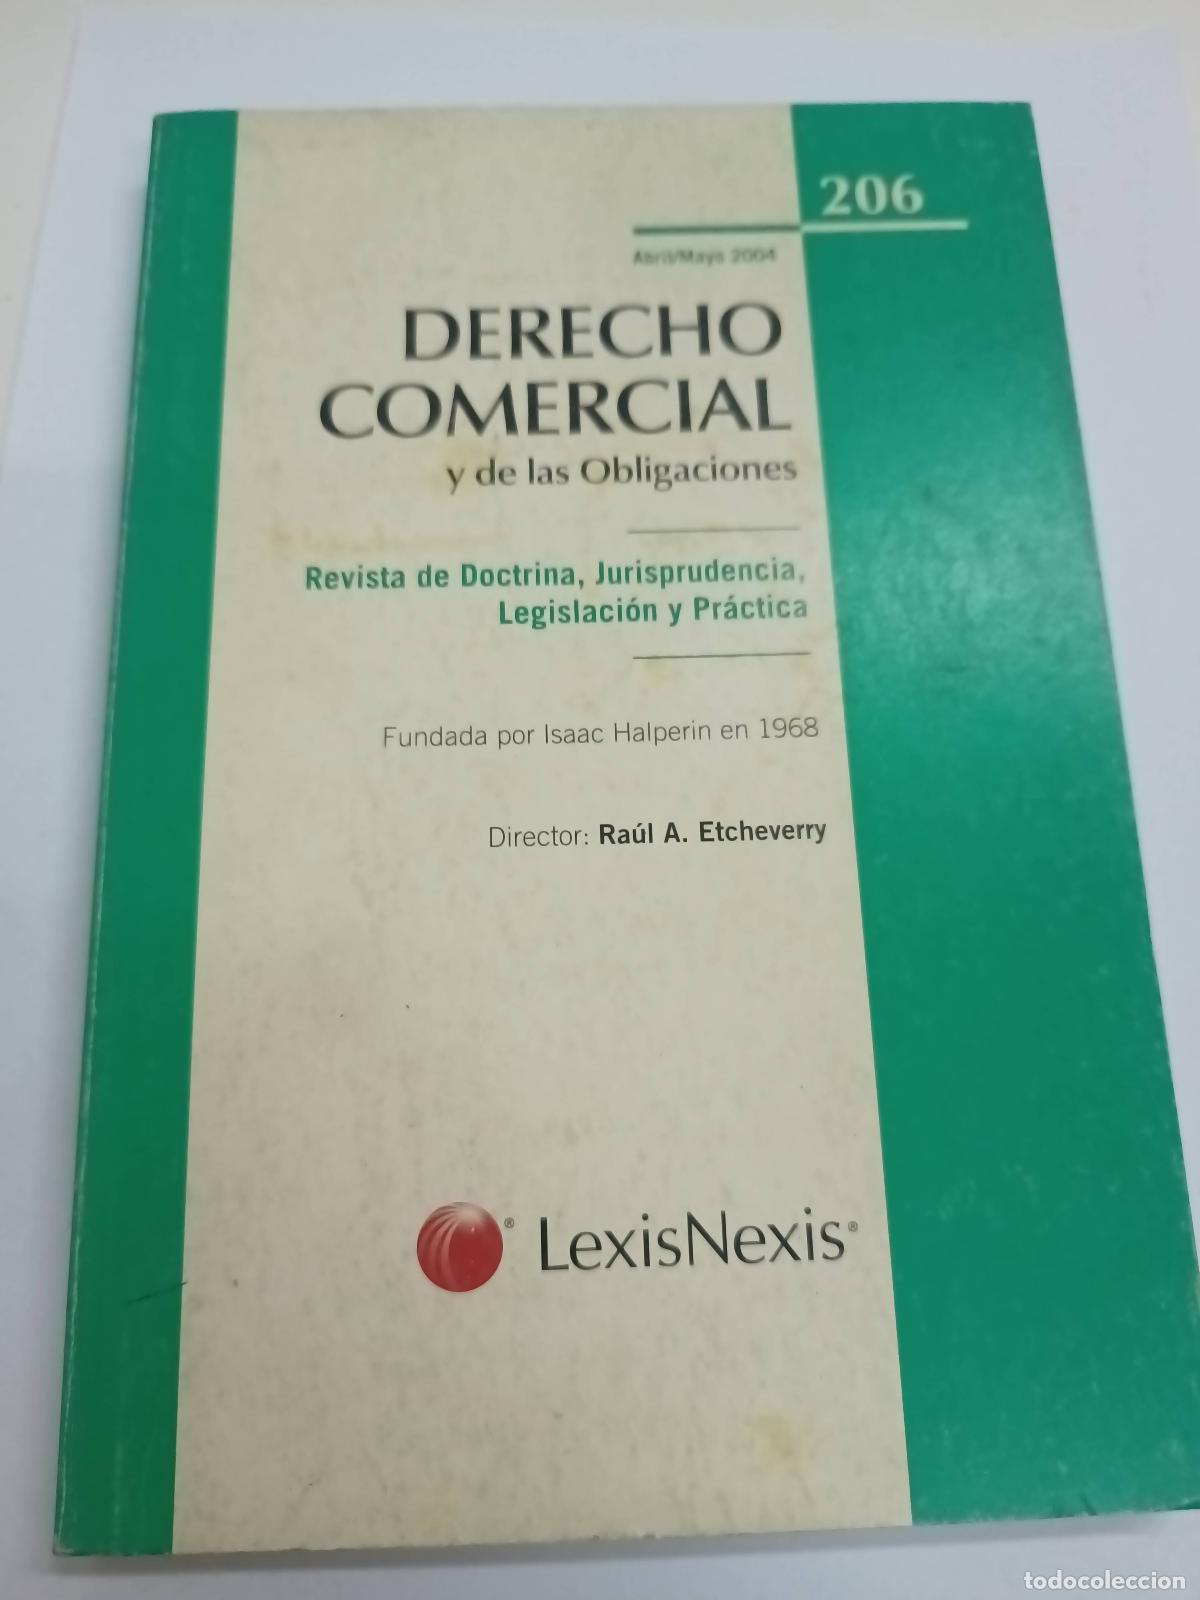 206
Abril/Mayo 2004
DERECHO
COMERCIAL
y de las Obligaciones
Revista de Doctrina, Jurisprudencia,
Legislación y Práctica
Fundada por Isaac Halperin en 1968
Director: Raúl A. Etcheverry
® LexisNexis®
todocoleccion